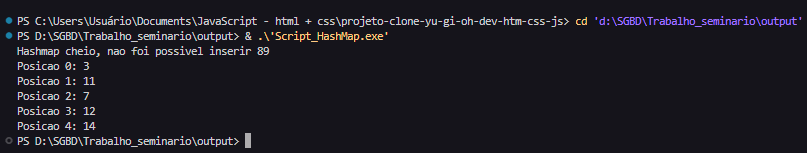 PS C:\Users\Usuário\Documents\JavaScript - html + css\projeto-clone-yu-gi-oh-dev-htm-css-js> cd 'd:\SGBD\Trabalho_seminario\output'
PS D:\SGBD\Trabalho_seminario\output> & .\'Script_HashMap.exe'
Hashmap cheio, nao foi possivel inserir 89
Posicao 0: 3
Posicao 1: 11
Posicao 2: 7
Posicao 3: 12
Posicao 4: 14
PS D:\SGBD\Trabalho_seminario\output>